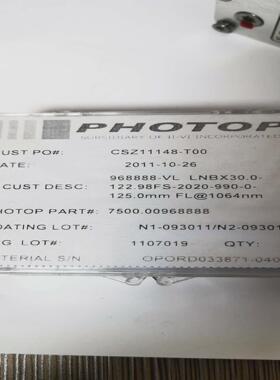 PHOTOP
SUBSIDIARY OF II-VI INCORPORATED
UST PO#: CSZ11148-T00
ATE: 2011-10-26
968888-VL LNBX30.0-
CUST DESC: 122.98FS-2020-990-0-
125.0mm FL@1064nm
HOTOP PART#: 7500.00968888
OATING LOT#: N1-093011/N2-09301
G LOT#: 1107019 QTY:
TERIAL S/N OPORD033871-040